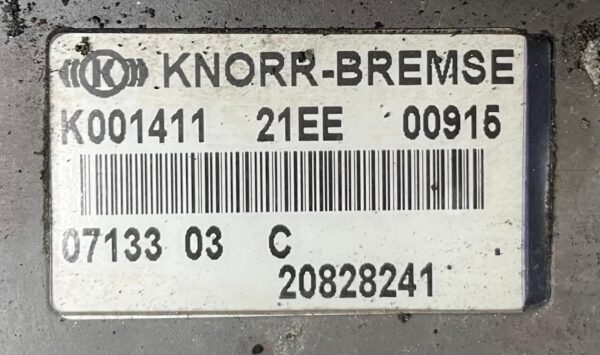 K KNORR-BREMSE
K001411 21EE 00915
07133 03 C
20828241